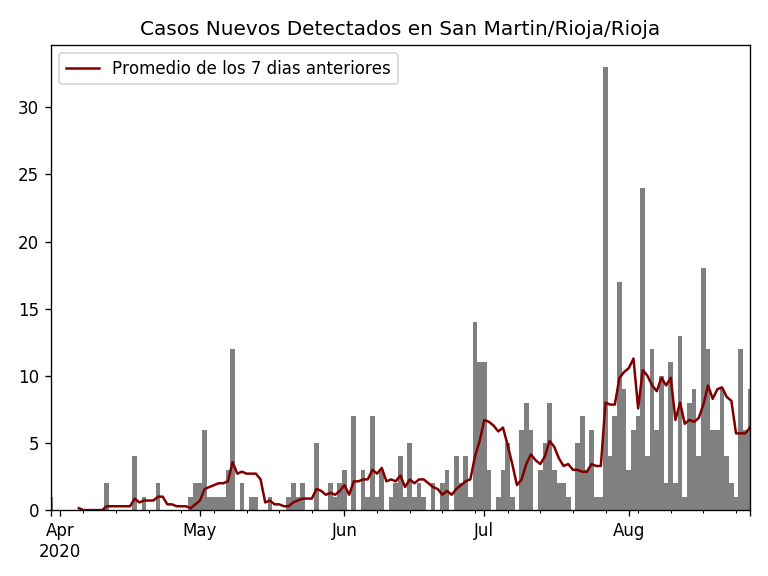 Casos Nuevos Detectados en San Martin/Rioja/Rioja
Promedio de los 7 dias anteriores
30
25
20
15
10
5
0
Apr May Jun Jul Aug
2020